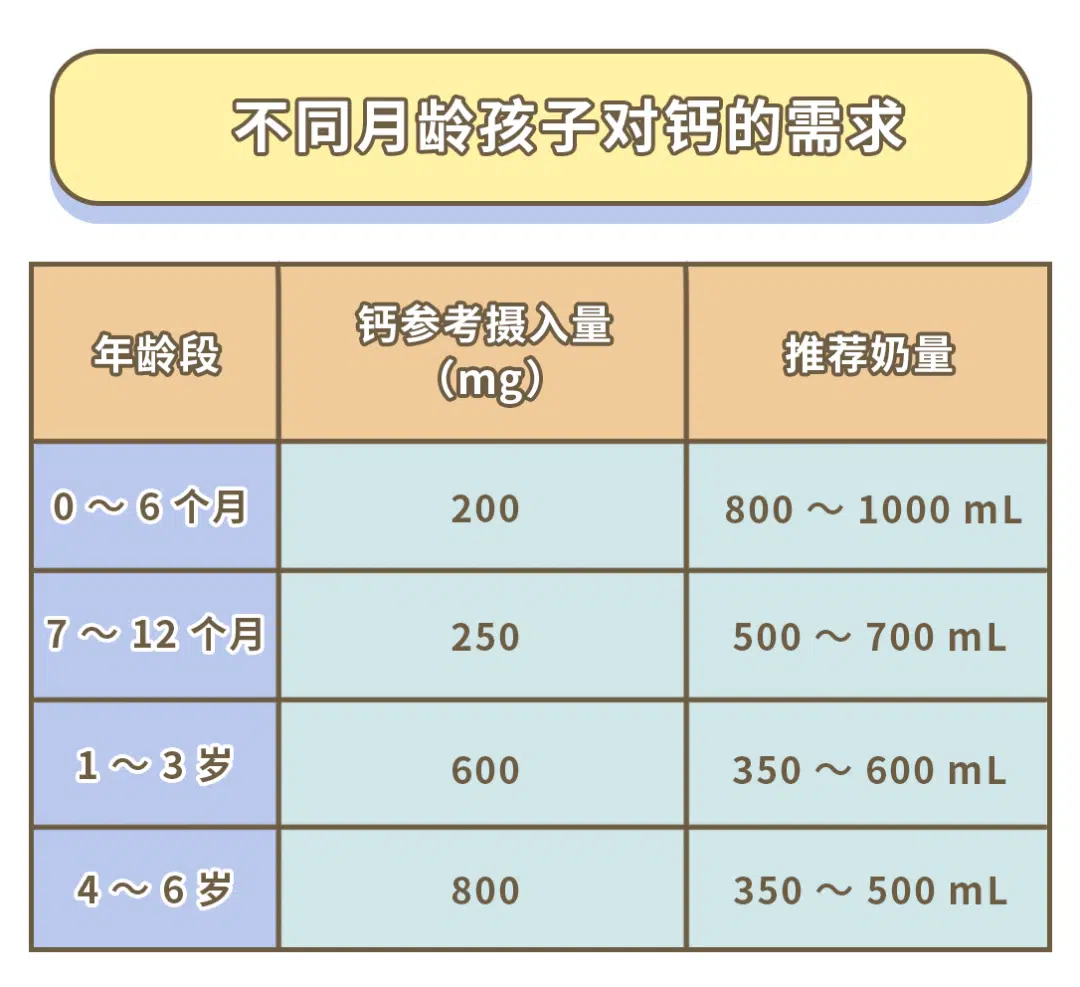 不同月龄孩子对钙的需求
年龄段
钙参考摄入量
（mg）
推荐奶量
0 ～ 6 个月
200
800 ～ 1000 mL
7 ～ 12 个月
250
500 ～ 700 mL
1 ～ 3 岁
600
350 ～ 600 mL
4 ～ 6 岁
800
350 ～ 500 mL